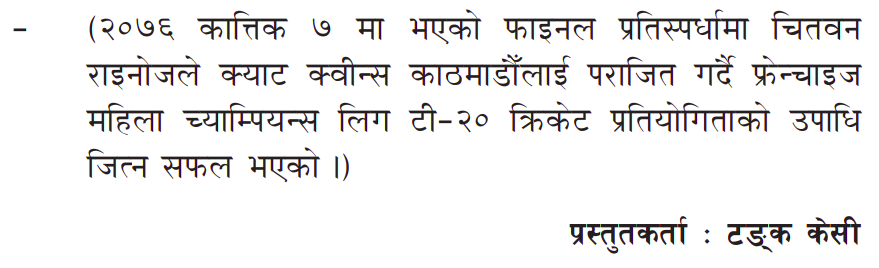 - (२०७६ कात्तिक ७ मा भएको फाइनल प्रतिस्पर्धामा चितवन
राइनोजले क्याट क्वीन्स काठमाडौँलाई पराजित गर्दै फ्रेन्चाइज
महिला च्याम्पियन्स लिग टी-२० क्रिकेट प्रतियोगिताको उपाधि
जित्न सफल भएको ।)
प्रस्तुतकर्ता : टङ्क केसी